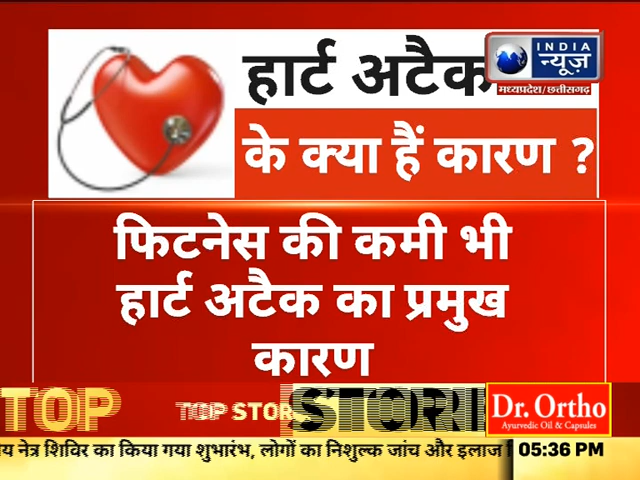 हार्ट अटैक
INDIA
न्यूज़
मध्यप्रदेश/छत्तीसगढ़
के क्या हैं कारण ?
फिटनेस की कमी भी
हार्ट अटैक का प्रमुख
कारण
TOP
TOP STOR
STORI
Dr. Ortho
Ayurvedic Oil & Capsules
य नेत्र शिविर का किया गया शुभारंभ, लोगों का निशुल्क जांच और इलाज
05:36 PM